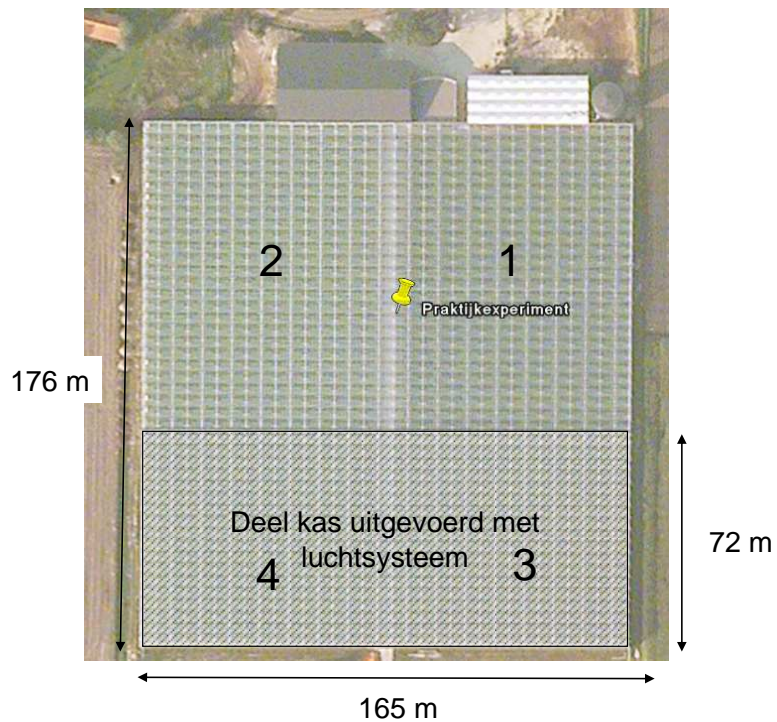 2
1
Praktijkexperiment
176 m
Deel kas uitgevoerd met
luchtsysteem
4
3
72 m
165 m